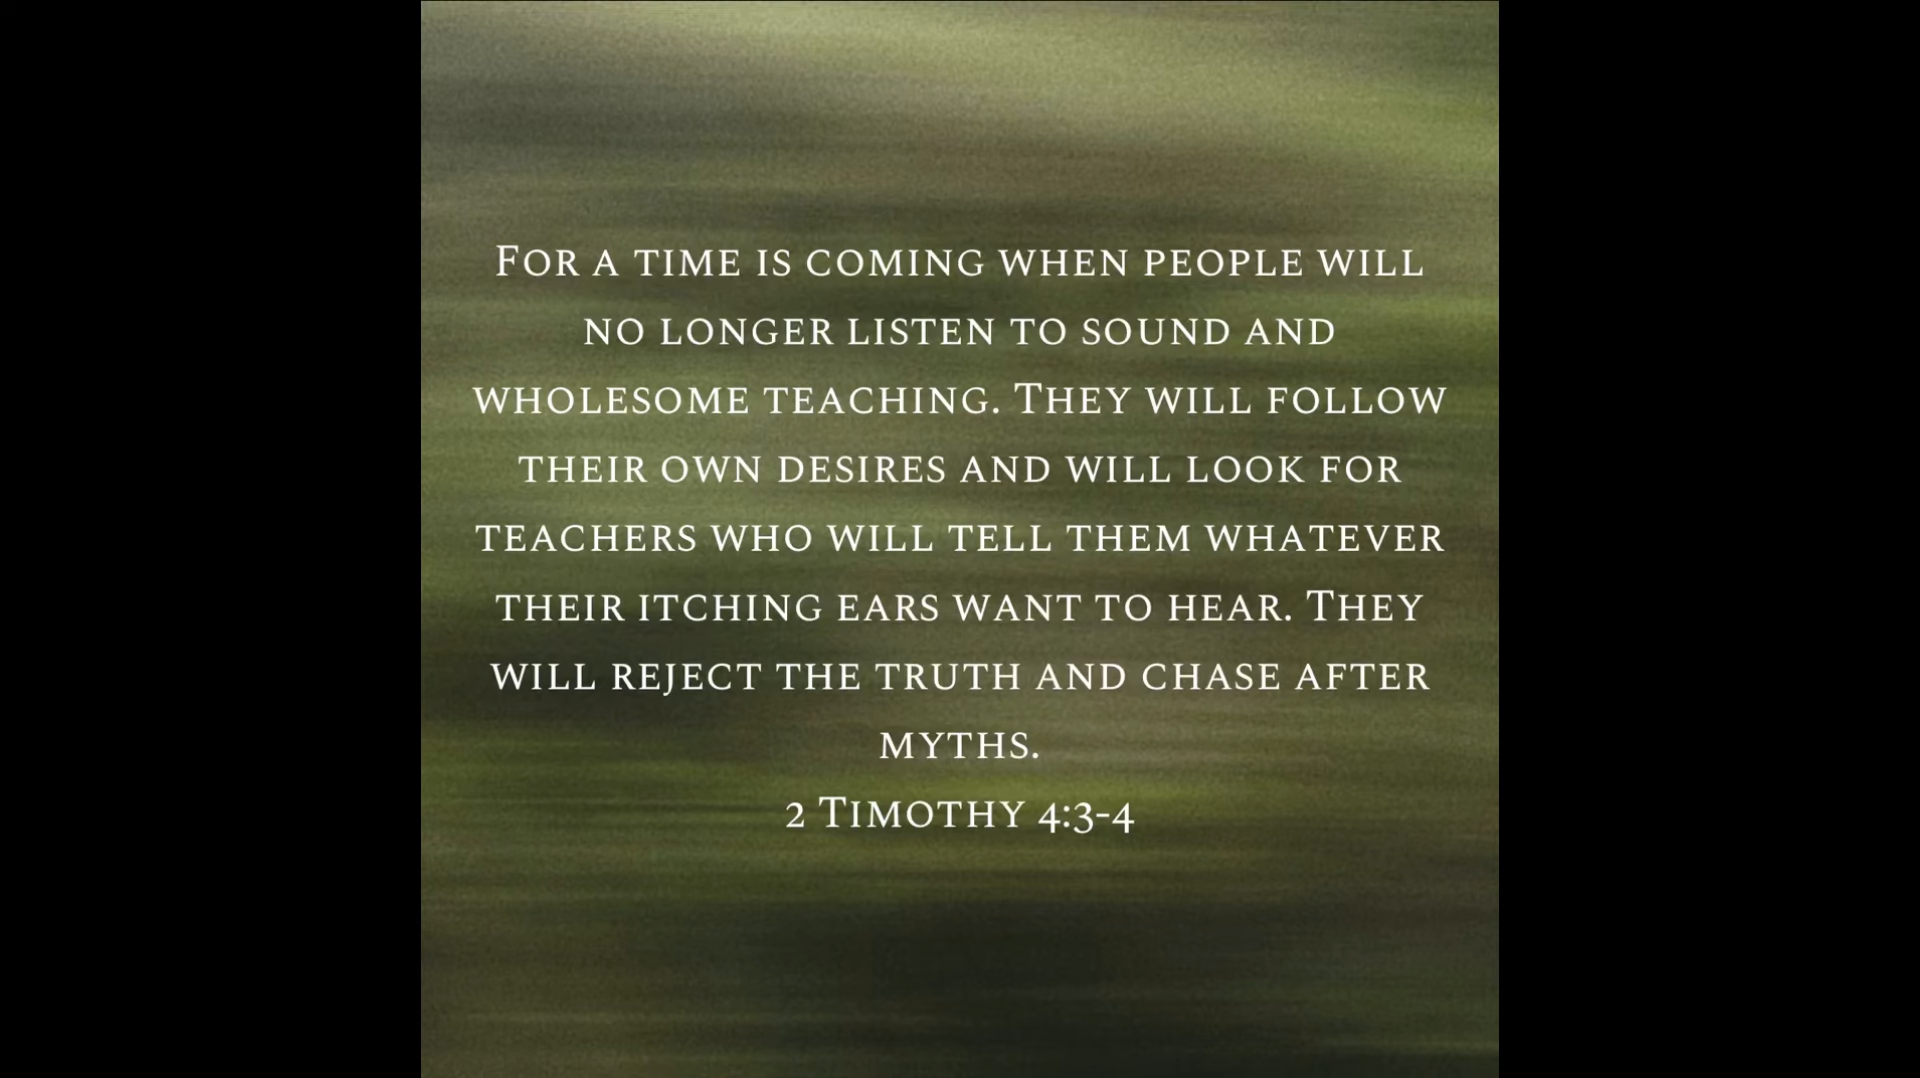 For a time is coming when people will
no longer listen to sound and
wholesome teaching. They will follow
their own desires and will look for
teachers who will tell them whatever
their itching ears want to hear. They
will reject the truth and chase after
myths.
2 Timothy 4:3-4